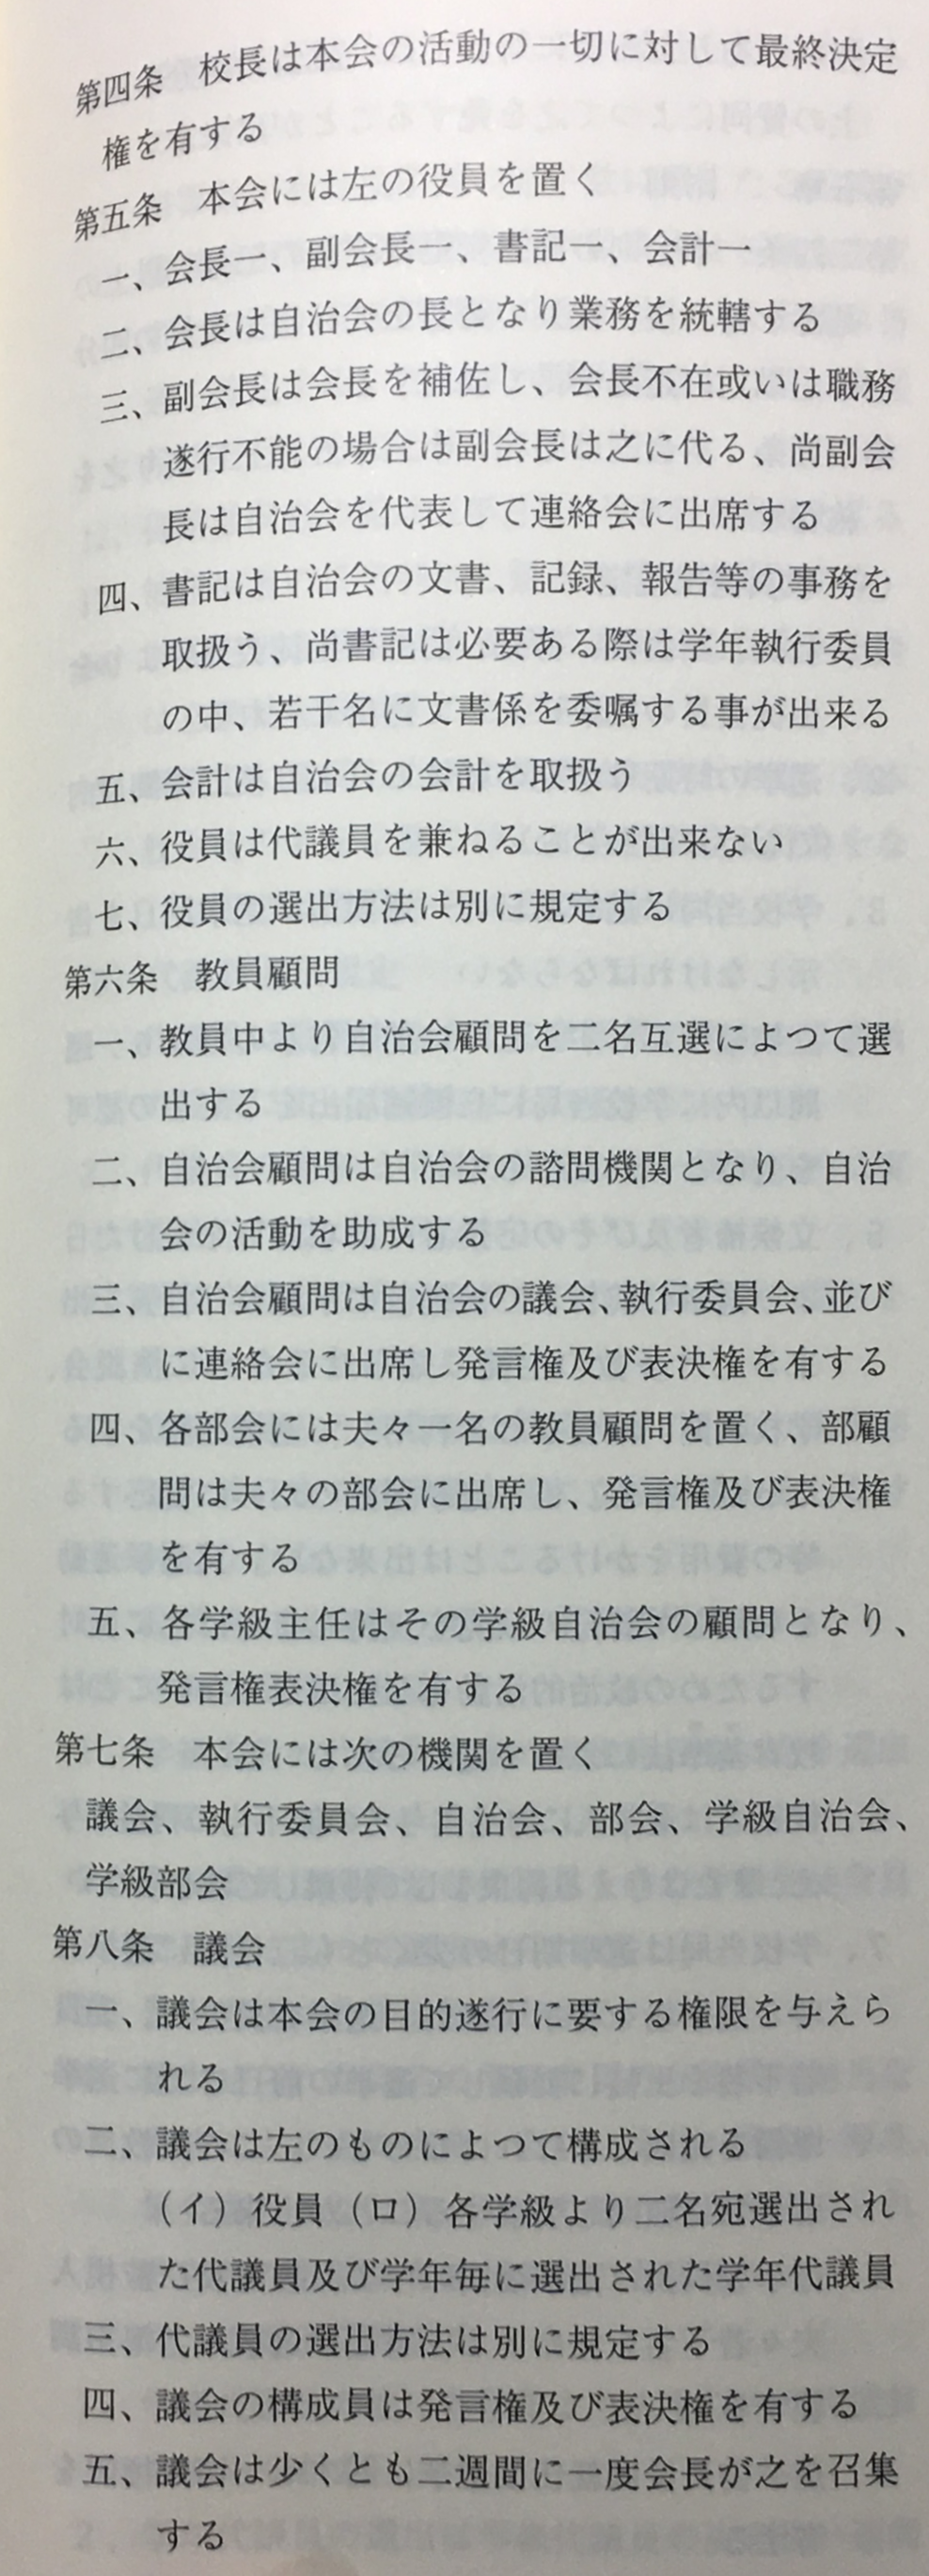 第四条　校長は本会の活動の一切に対して最終決定
権を有する
第五条　本会には左の役員を置く
一、会長一、副会長一、書記一、会計一
二、会長は自治会の長となり業務を統轄する
三、副会長は会長を補佐し、会長不在或いは職務
遂行不能の場合は副会長は之に代る、尚副会
長は自治会を代表して連絡会に出席する
四、書記は自治会の文書、記録、報告等の事務を
取扱う、尚書記は必要ある際は学年執行委員
の中、若干名に文書係を委嘱する事が出来る
五、会計は自治会の会計を取扱う
六、役員は代議員を兼ねることが出来ない
七、役員の選出方法は別に規定する
第六条　教員顧問
一、教員中より自治会顧問を二名互選によつて選
出する
二、自治会顧問は自治会の諮問機関となり、自治
会の活動を助成する
三、自治会顧問は自治会の議会、執行委員会、並び
に連絡会に出席し発言権及び表決権を有する
四、各部会には夫々一名の教員顧問を置く、部顧
問は夫々の部会に出席し、発言権及び表決権
を有する
五、各学級主任はその学級自治会の顧問となり、
発言権表決権を有する
第七条　本会には次の機関を置く
議会、執行委員会、自治会、部会、学級自治会、
学級部会
第八条　議会
一、議会は本会の目的遂行に要する権限を与えら
れる
二、議会は左のものによつて構成される
（イ）役員（ロ）各学級より二名宛選出され
た代議員及び学年毎に選出された学年代議員
三、代議員の選出方法は別に規定する
四、議会の構成員は発言権及び表決権を有する
五、議会は少くとも二週間に一度会長が之を召集
する